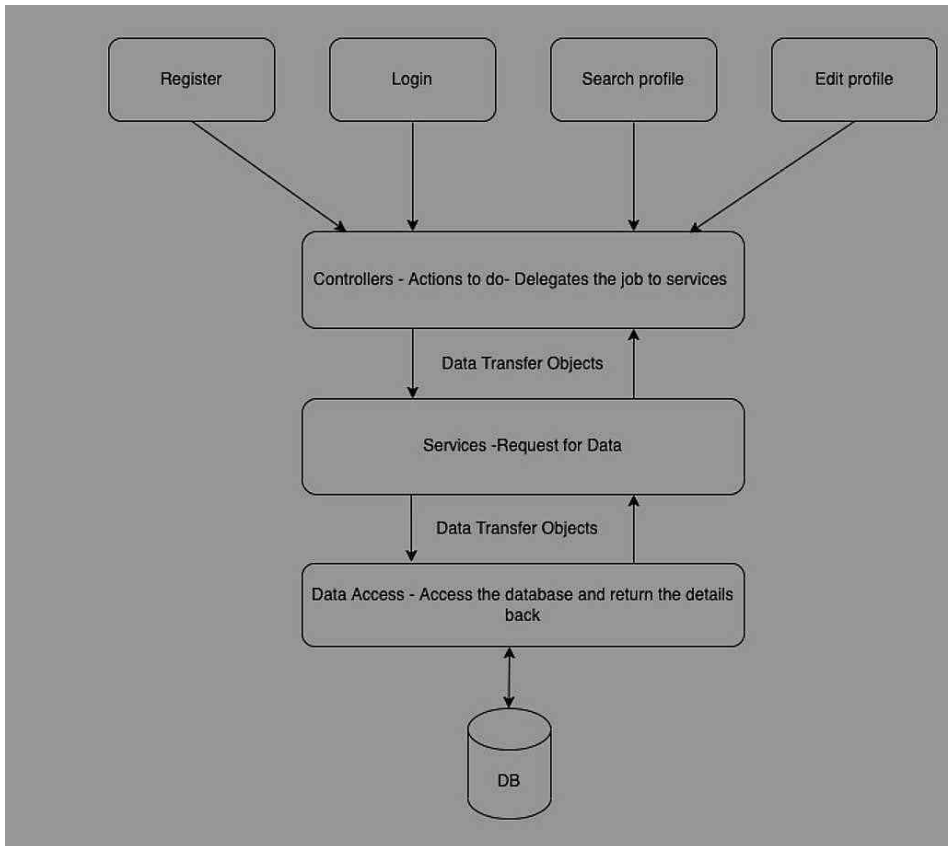 Register
Login
Search profile
Edit profile
Controllers - Actions to do- Delegates the job to services
Data Transfer Objects
Services -Request for Data
Data Transfer Objects
Data Access - Access the database and return the details
back
DB